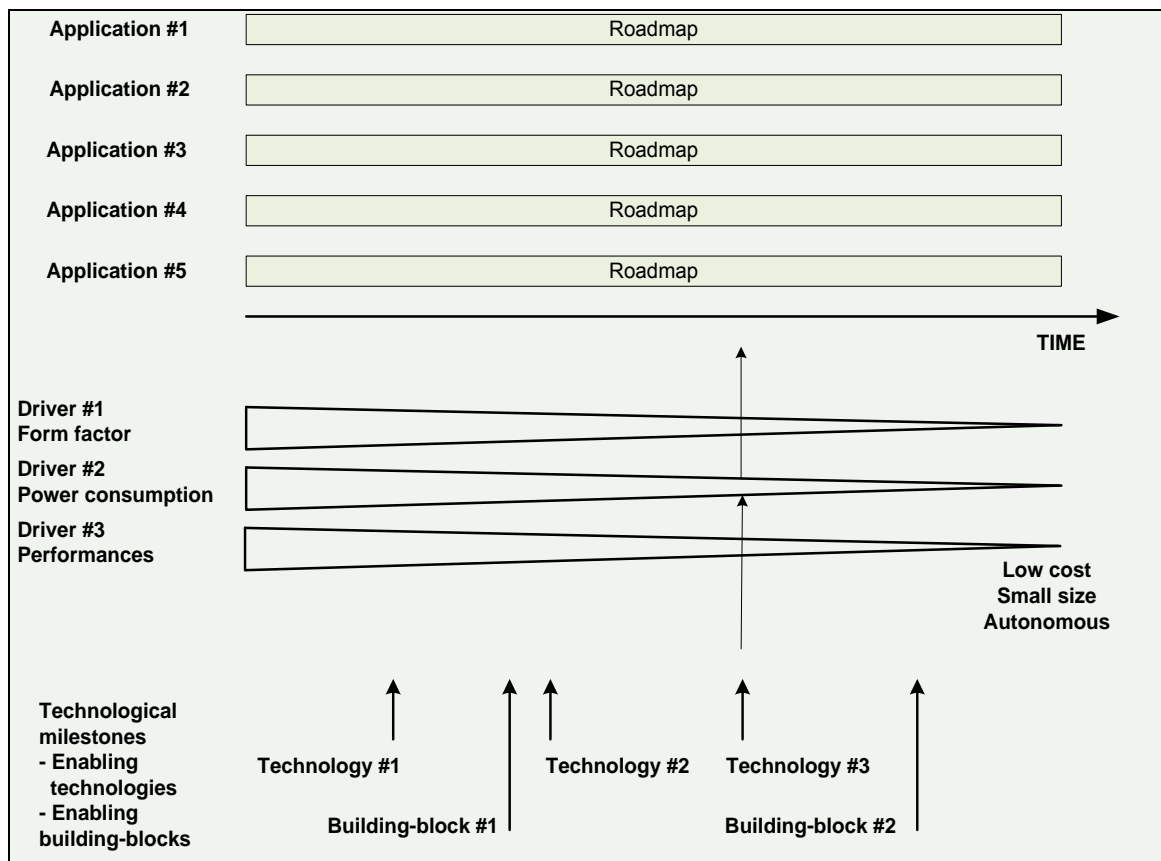 Application #1
Roadmap
Application #2
Roadmap
Application #3
Roadmap
Application #4
Roadmap
Application #5
Roadmap
TIME
Driver #1
Form factor
Driver #2
Power consumption
Driver #3
Performances
Low cost
Small size
Autonomous
Technological
milestones
- Enabling
technologies
- Enabling
building-blocks
Technology #1
Technology #2
Technology #3
Building-block #1
Building-block #2